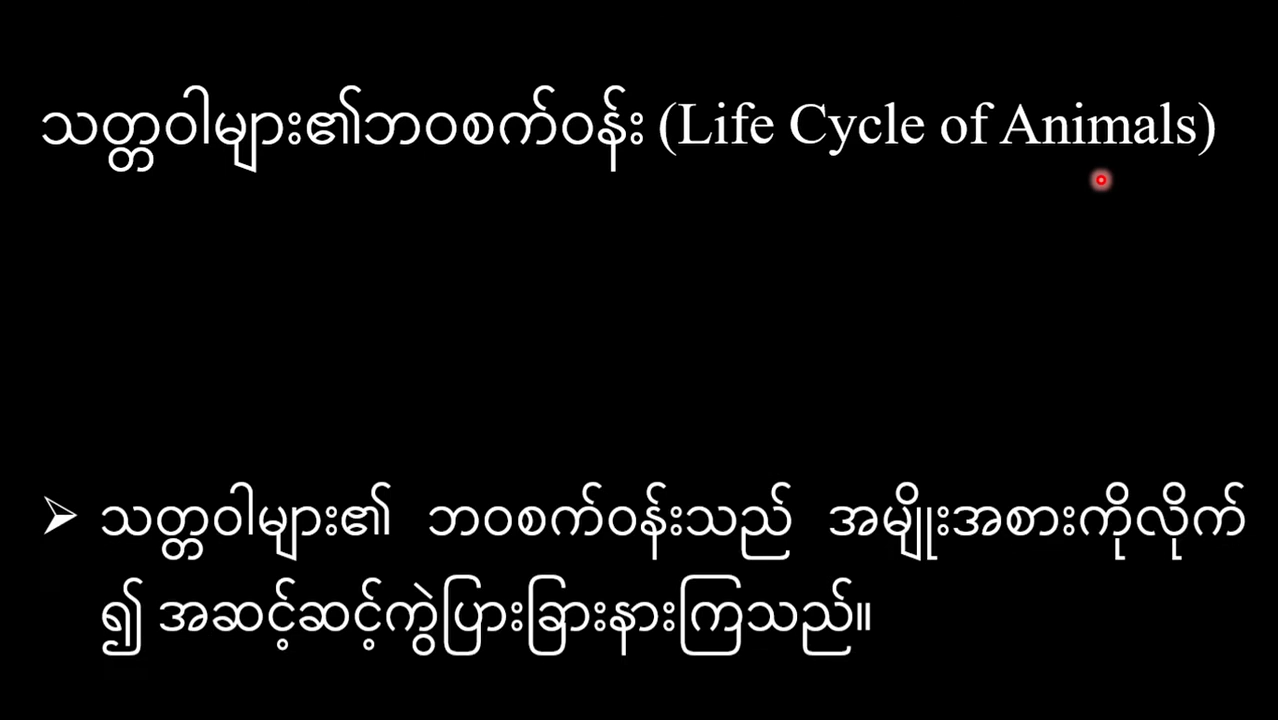 သတ္တဝါများ၏ဘဝစက်ဝန်း (Life Cycle of Animals)
➢ သတ္တဝါများ၏ ဘဝစက်ဝန်းသည် အမျိုးအစားကိုလိုက်
၍ အဆင့်ဆင့်ကွဲပြားခြားနားကြသည်။